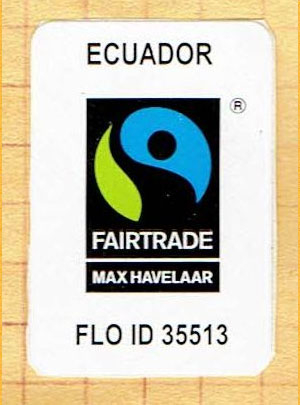 ECUADOR
®
FAIRTRADE
MAX HAVELAAR
FLO ID 35513